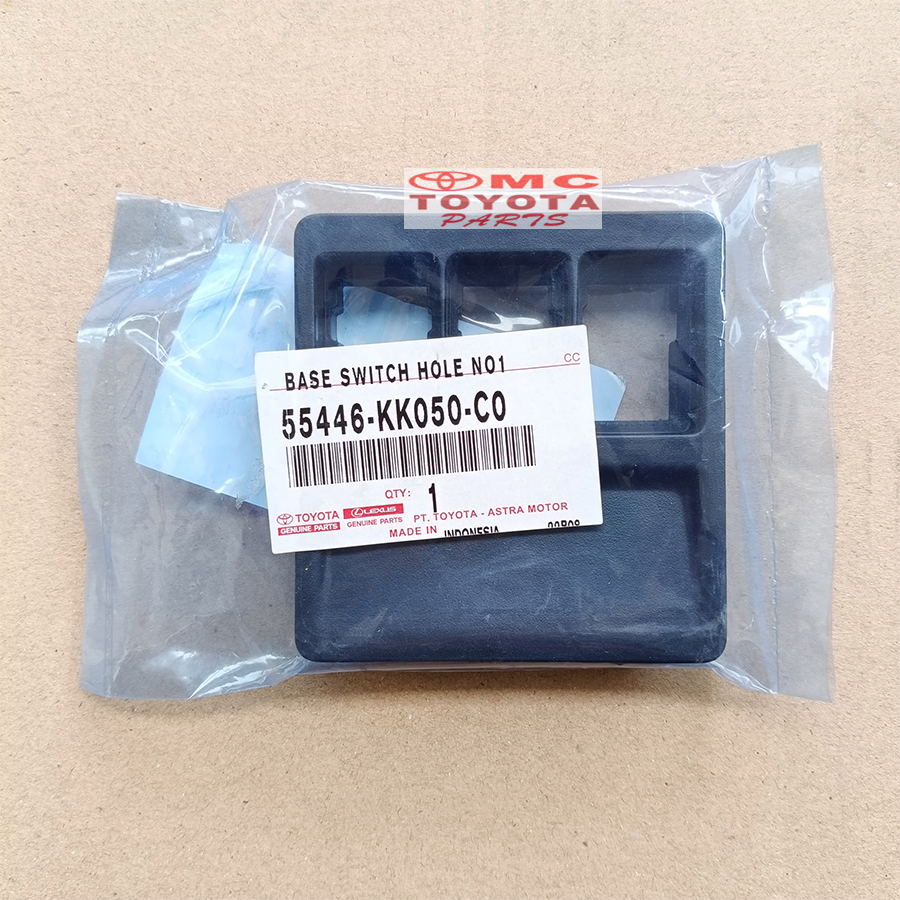 MC
TOYOTA
PARTS
BASE SWITCH HOLE NO1
CC
55446-KK050-C0
QTY: 1
TOYOTA
GENUINE PARTS
LEXUS
GENUINE PARTS
PT. TOYOTA - ASTRA MOTOR
MADE IN INDONESIA